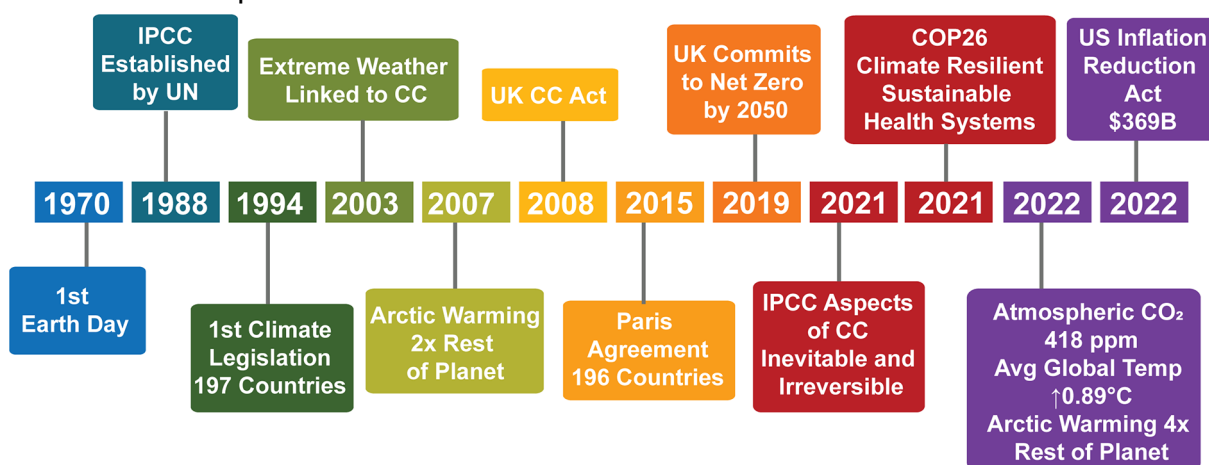 IPCC
Established
by UN
Extreme Weather
Linked to CC
UK CC Act
UK Commits
to Net Zero
by 2050
COP26
Climate Resilient
Sustainable
Health Systems
US Inflation
Reduction
Act
$369B
1970
1988
1994
2003
2007
2008
2015
2019
2021
2021
2022
2022
1st
Earth Day
1st Climate
Legislation
197 Countries
Arctic Warming
2x Rest
of Planet
Paris
Agreement
196 Countries
IPCC Aspects
of CC
Inevitable and
Irreversible
Atmospheric CO₂
418 ppm
Avg Global Temp
↑0.89°C
Arctic Warming 4x
Rest of Planet